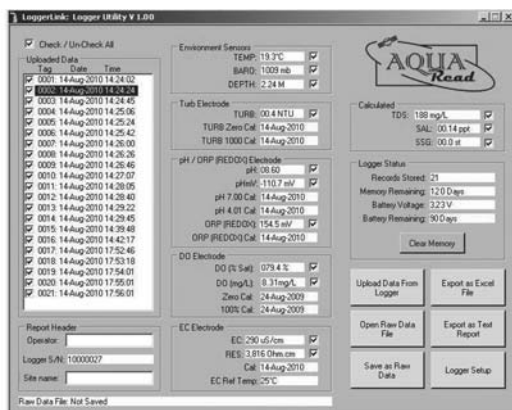 LoggerLink: Logger Utility V 1.00
Check / Un-Check All
Uploaded Data
Tag Date Time
0001: 14-Aug-2010 14:24:02
0002: 14-Aug-2010 14:24:24
0003: 14-Aug-2010 14:24:45
0004: 14-Aug-2010 14:25:06
0005: 14-Aug-2010 14:25:24
0006: 14-Aug-2010 14:25:42
0007: 14-Aug-2010 14:26:00
0008: 14-Aug-2010 14:26:26
0009: 14-Aug-2010 14:26:46
0010: 14-Aug-2010 14:27:07
0011: 14-Aug-2010 14:28:05
0012: 14-Aug-2010 14:28:40
0013: 14-Aug-2010 14:29:22
0014: 14-Aug-2010 14:29:45
0015: 14-Aug-2010 14:39:48
0016: 14-Aug-2010 14:42:17
0017: 14-Aug-2010 17:52:46
0018: 14-Aug-2010 17:53:18
0019: 14-Aug-2010 17:54:01
0020: 14-Aug-2010 17:55:01
0021: 14-Aug-2010 17:56:01
Report Header
Operator:
Logger S/N: 10000027
Site name:
Environment Sensors
TEMP: 19.3°C
BARO: 1009 mb
DEPTH: 2.24 M
Turb Electrode
TURB: 00.4 NTU
TURB Zero Cal: 14-Aug-2010
TURB 1000 Cal: 14-Aug-2010
pH / ORP (REDOX) Electrode
pH: 08.60
pHmV: -110.7 mV
pH 7.00 Cal: 14-Aug-2010
pH 4.01 Cal: 14-Aug-2010
ORP (REDOX): 154.5 mV
ORP (REDOX) Cal: 14-Aug-2010
DO Electrode
DO (% Sat): 079.4 %
DO (mg/L): 8.31mg/L
Zero Cal: 24-Aug-2009
100% Cal: 24-Aug-2009
EC Electrode
EC: 290 uS/cm
RES: 3,816 Ohm.cm
Cal: 14-Aug-2010
EC Ref Temp: 25°C
AQUA
Read
Calculated
TDS: 188 mg/L
SAL: 00.14 ppt
SSG: 00.0 st
Logger Status
Records Stored: 21
Memory Remaining: 120 Days
Battery Voltage: 3.23 V
Battery Remaining: 90 Days
Clear Memory
Upload Data From Logger
Export as Excel File
Open Raw Data File
Export as Text Report
Save as Raw Data
Logger Setup
Raw Data File: Not Saved